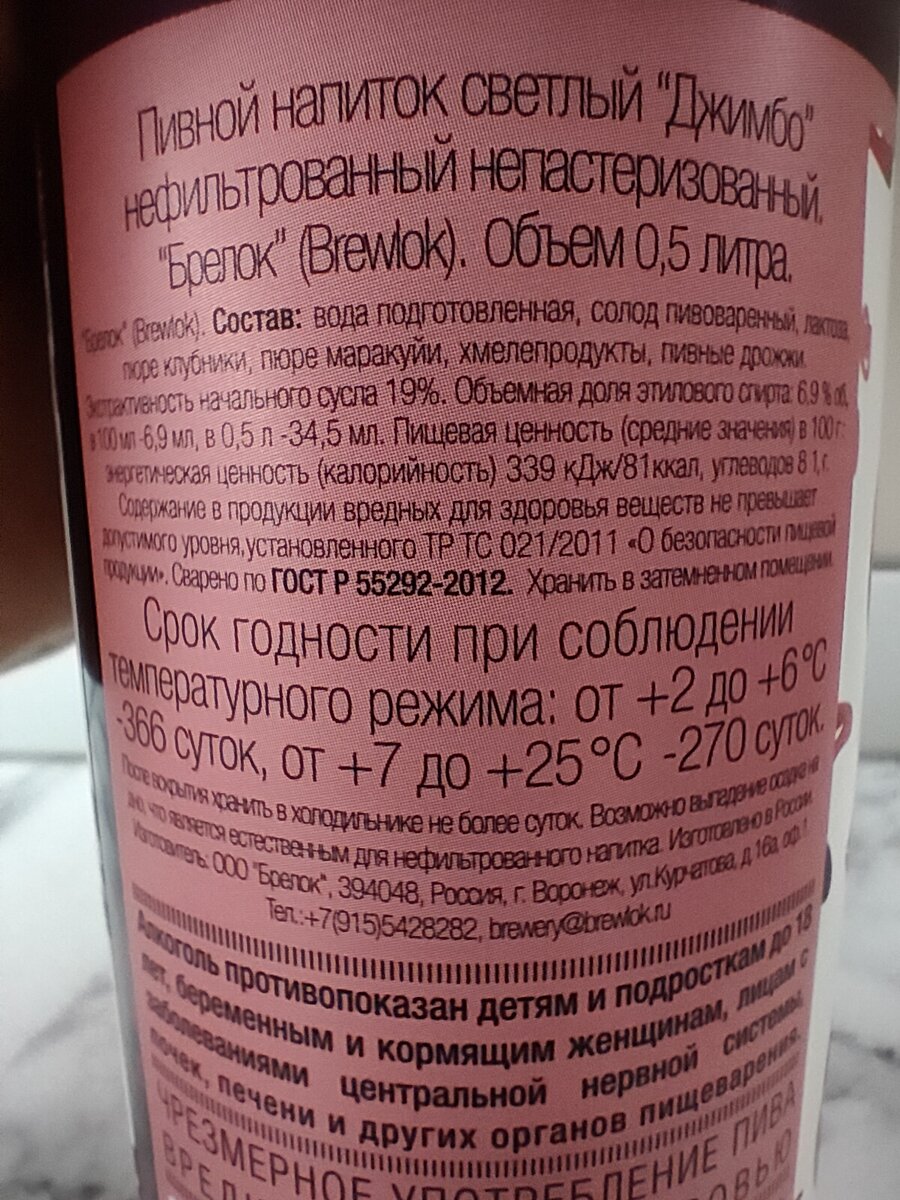 Пивной напиток светлый "Джимбо"
нефильтрованный непастеризованный.
"Брелок" (Brewlok). Объем 0,5 литра.
"Брелок" (Brewlok). Состав: вода подготовленная, солод пивоваренный, лактоза,
пюре клубники, пюре маракуйи, хмелепродукты, пивные дрожжи.
Экстрактивность начального сусла 19%. Объемная доля этилового спирта: 6,9 % об,
в 100 мл -6,9 мл, в 0,5 л -34,5 мл. Пищевая ценность (средние значения) в 100 г:
энергетическая ценность (калорийность) 339 кДж/81ккал, углеводов 8.1,г.
Содержание в продукции вредных для здоровья веществ не превышает
допустимого уровня,установленного ТР ТС 021/2011 «О безопасности пищевой
продукции». Сварено по ГОСТ Р 55292-2012. Хранить в затемненном помещении.
Срок годности при соблюдении
температурного режима: от +2 до +6°С
-366 суток, от +7 до +25°С -270 суток.
После вскрытия хранить в холодильнике не более суток. Возможно выпадение осадка на
дно, что является естественным для нефильтрованного напитка. Изготовлено в России.
Изготовитель: ООО "Брелок", 394048, Россия, г. Воронеж, ул.Курчатова, д.16а, оф.1
Тел.:+7(915)5428282, brewery@brewlok.ru
Алкоголь противопоказан детям и подросткам до 18
лет, беременным и кормящим женщинам, лицам с
заболеваниями центральной нервной системы,
почек, печени и других органов пищеварения.
ЧРЕЗМЕРНОЕ УПОТРЕБЛЕНИЕ ПИВА